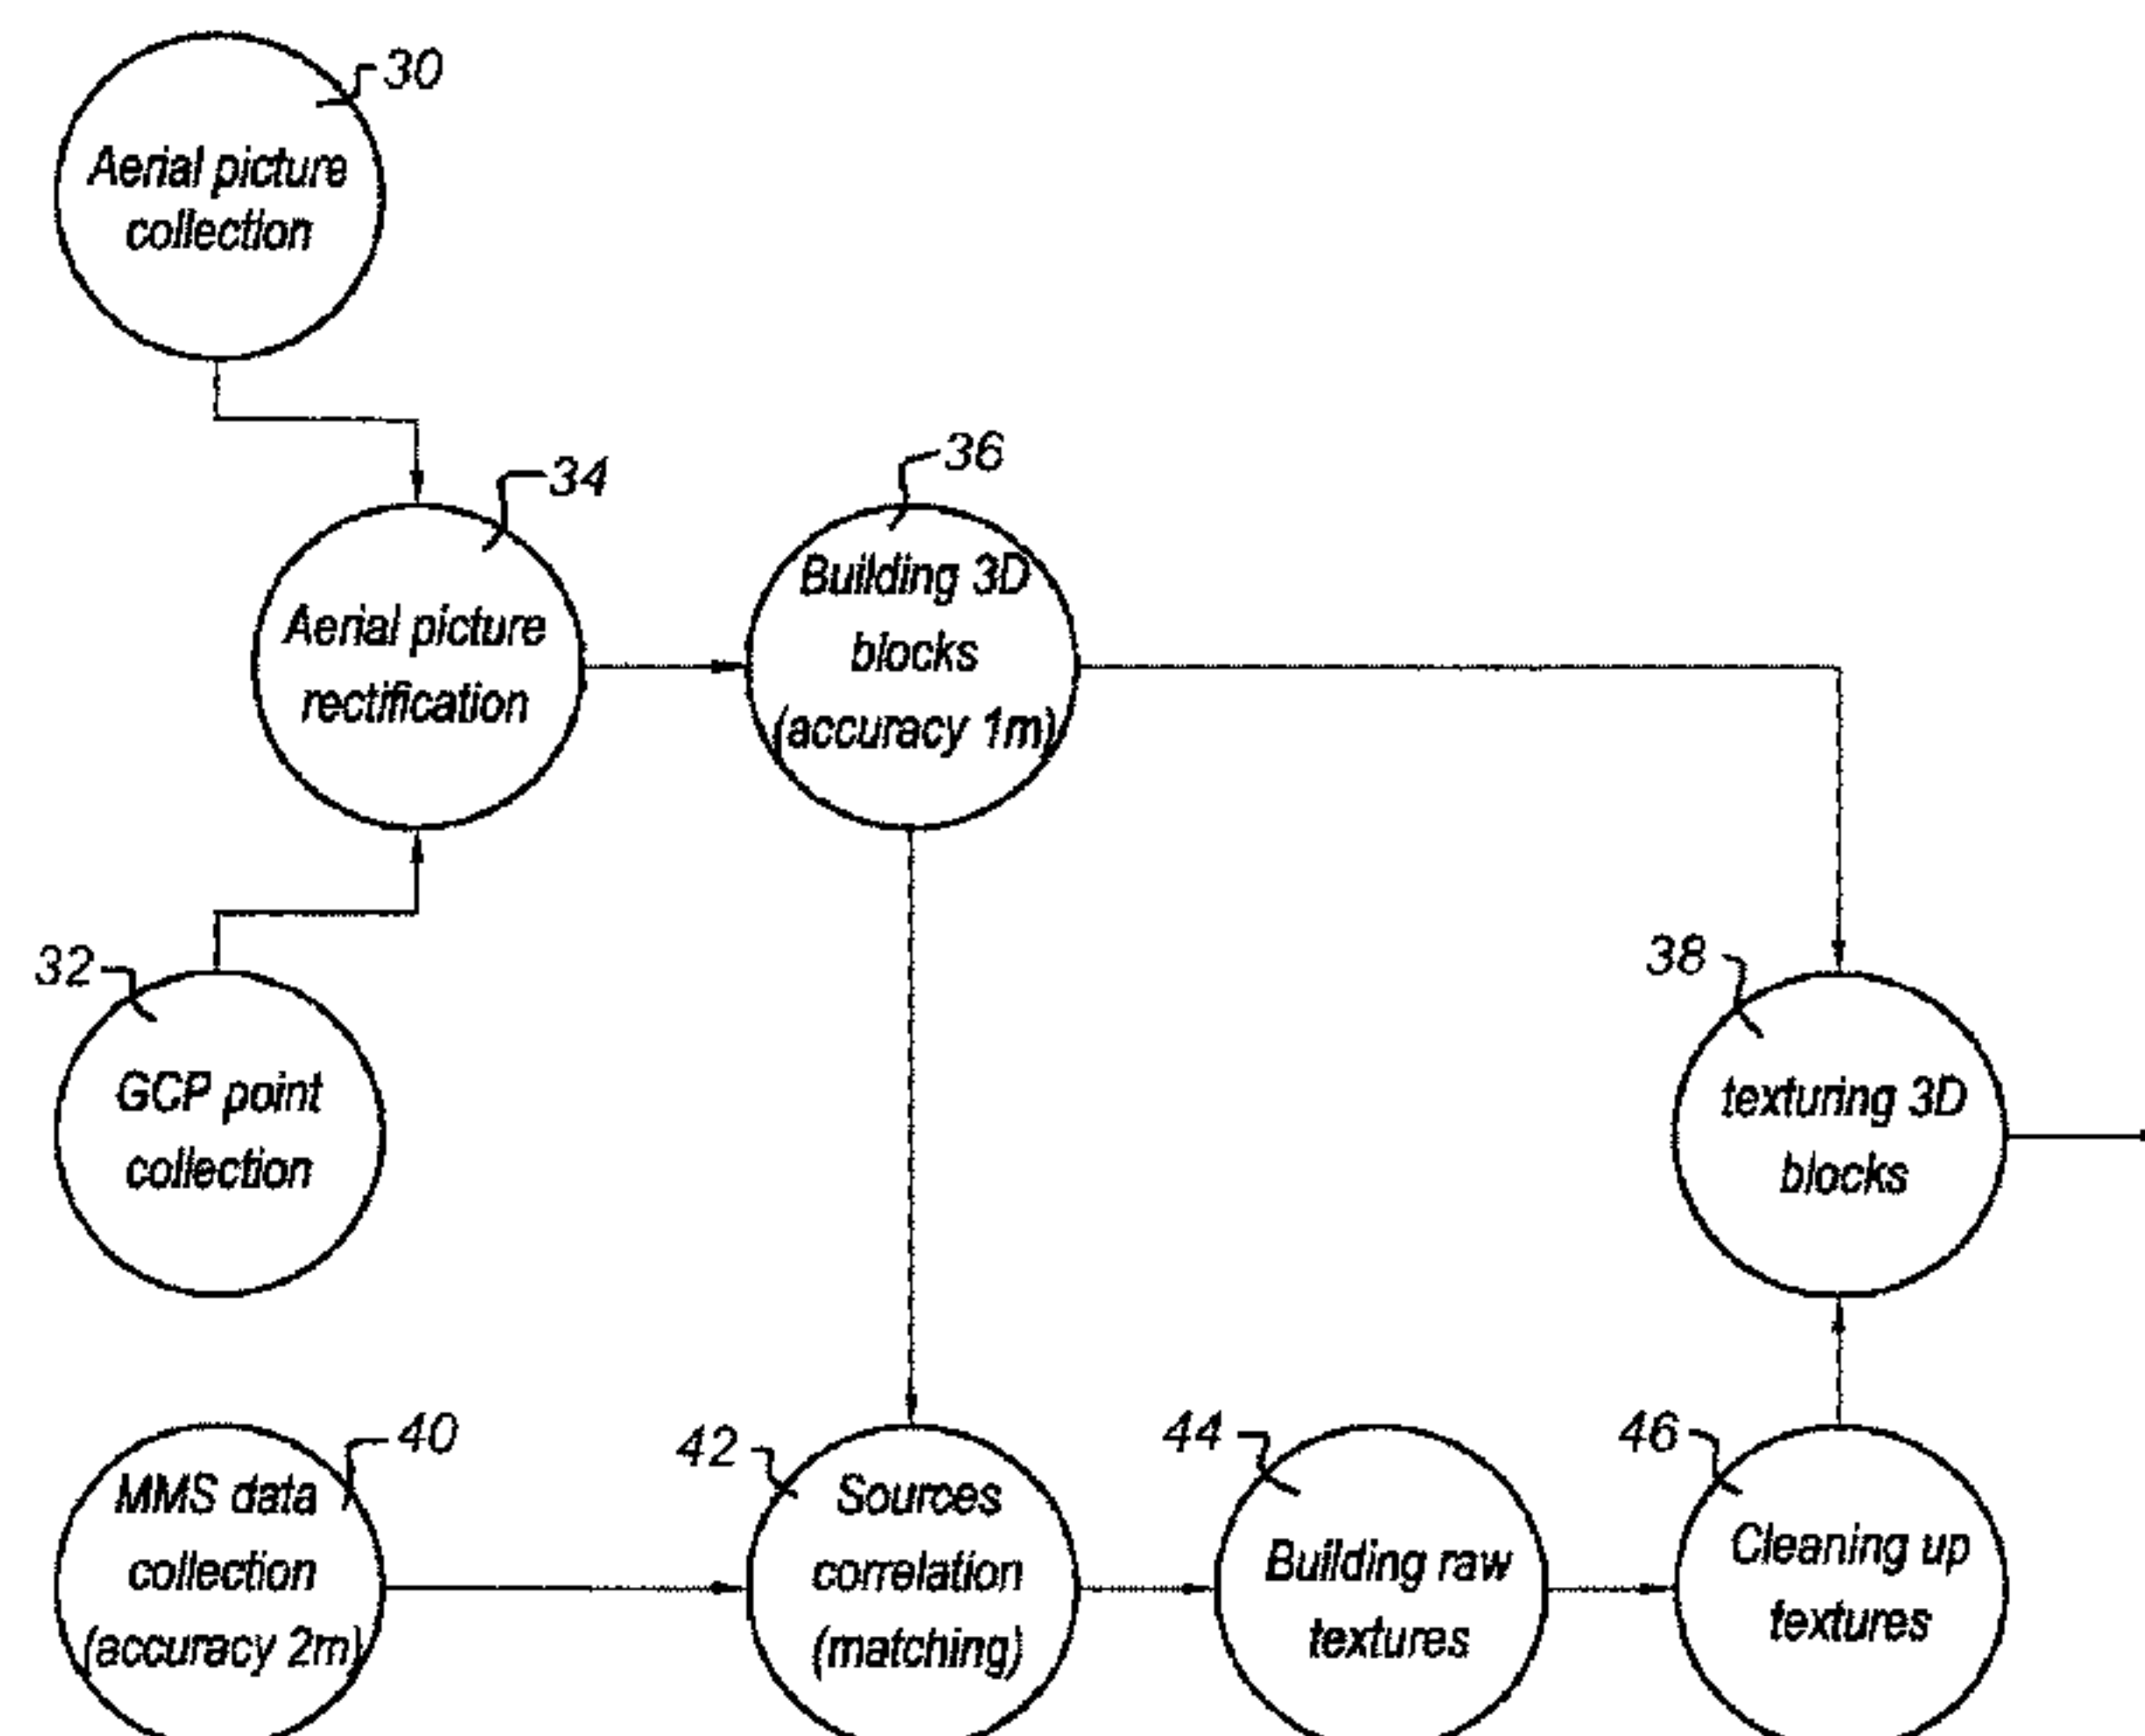 30
Aerial picture
collection
34
Aerial picture
rectification
36
Building 3D
blocks
(accuracy 1m)
32
GCP point
collection
38
texturing 3D
blocks
40
MMS data
collection
(accuracy 2m)
42
Sources
correlation
(matching)
44
Building raw
textures
46
Cleaning up
textures